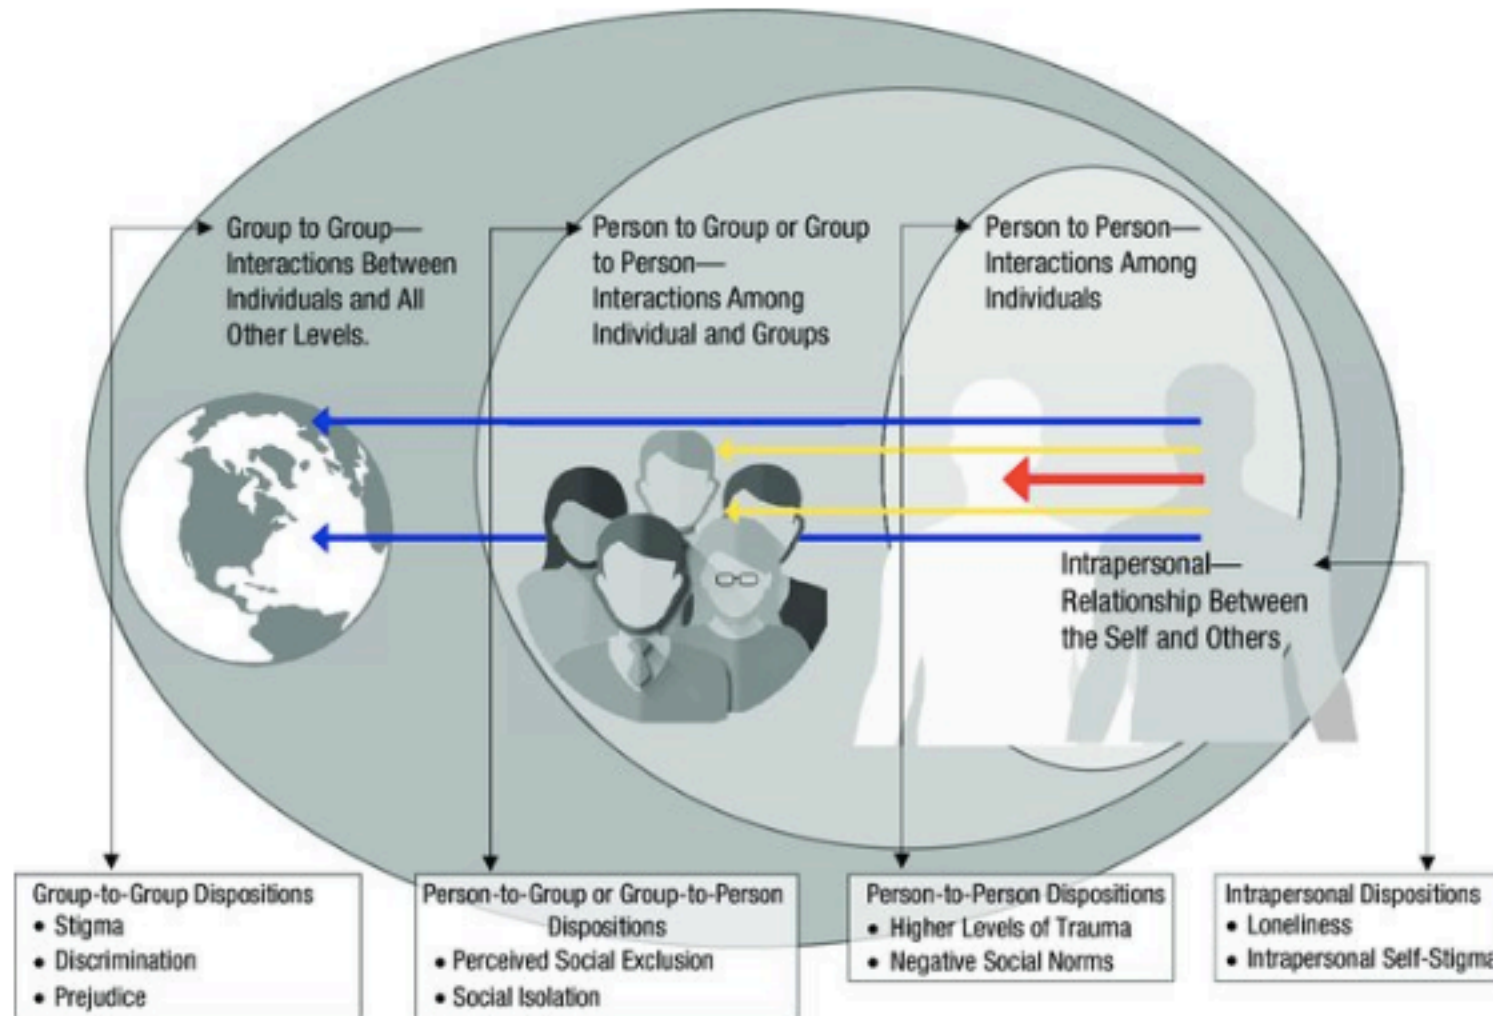 Group to Group—
Interactions Between
Individuals and All
Other Levels.
Person to Group or Group
to Person—
Interactions Among
Individual and Groups
Person to Person—
Interactions Among
Individuals
Intrapersonal—
Relationship Between
the Self and Others
Group-to-Group Dispositions
• Stigma
• Discrimination
• Prejudice
Person-to-Group or Group-to-Person
Dispositions
• Perceived Social Exclusion
• Social Isolation
Person-to-Person Dispositions
• Higher Levels of Trauma
• Negative Social Norms
Intrapersonal Dispositions
• Loneliness
• Intrapersonal Self-Stigma